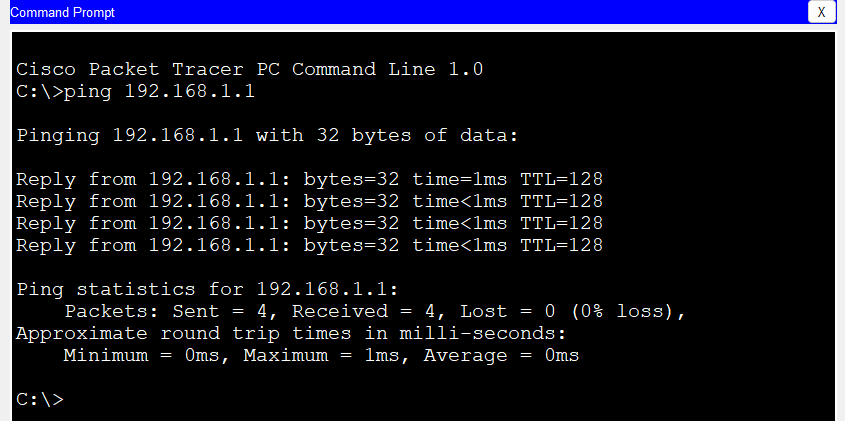 Command Prompt
X
Cisco Packet Tracer PC Command Line 1.0
C:\>ping 192.168.1.1
Pinging 192.168.1.1 with 32 bytes of data:
Reply from 192.168.1.1: bytes=32 time=1ms TTL=128
Reply from 192.168.1.1: bytes=32 time<1ms TTL=128
Reply from 192.168.1.1: bytes=32 time<1ms TTL=128
Reply from 192.168.1.1: bytes=32 time<1ms TTL=128
Ping statistics for 192.168.1.1:
    Packets: Sent = 4, Received = 4, Lost = 0 (0% loss),
Approximate round trip times in milli-seconds:
    Minimum = 0ms, Maximum = 1ms, Average = 0ms
C:\>